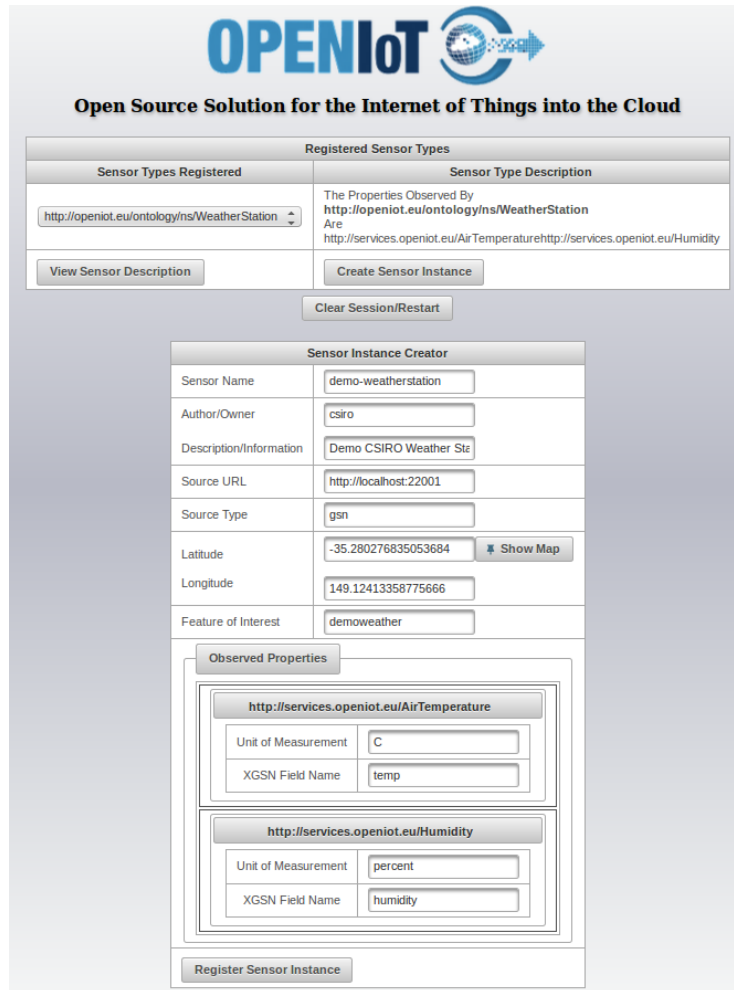 OPENIoT
Open Source Solution for the Internet of Things into the Cloud
Registered Sensor Types
Sensor Types Registered
Sensor Type Description
http://openiot.eu/ontology/ns/WeatherStation
The Properties Observed By
http://openiot.eu/ontology/ns/WeatherStation
Are
http://services.openiot.eu/AirTemperaturehttp://services.openiot.eu/Humidity
View Sensor Description
Create Sensor Instance
Clear Session/Restart
Sensor Instance Creator
Sensor Name demo-weatherstation
Author/Owner csiro
Description/Information Demo CSIRO Weather Sta
Source URL http://localhost:22001
Source Type gsn
Latitude -35.280276835053684 Show Map
Longitude 149.12413358775666
Feature of Interest demoweather
Observed Properties
http://services.openiot.eu/AirTemperature
Unit of Measurement C
XGSN Field Name temp
http://services.openiot.eu/Humidity
Unit of Measurement percent
XGSN Field Name humidity
Register Sensor Instance